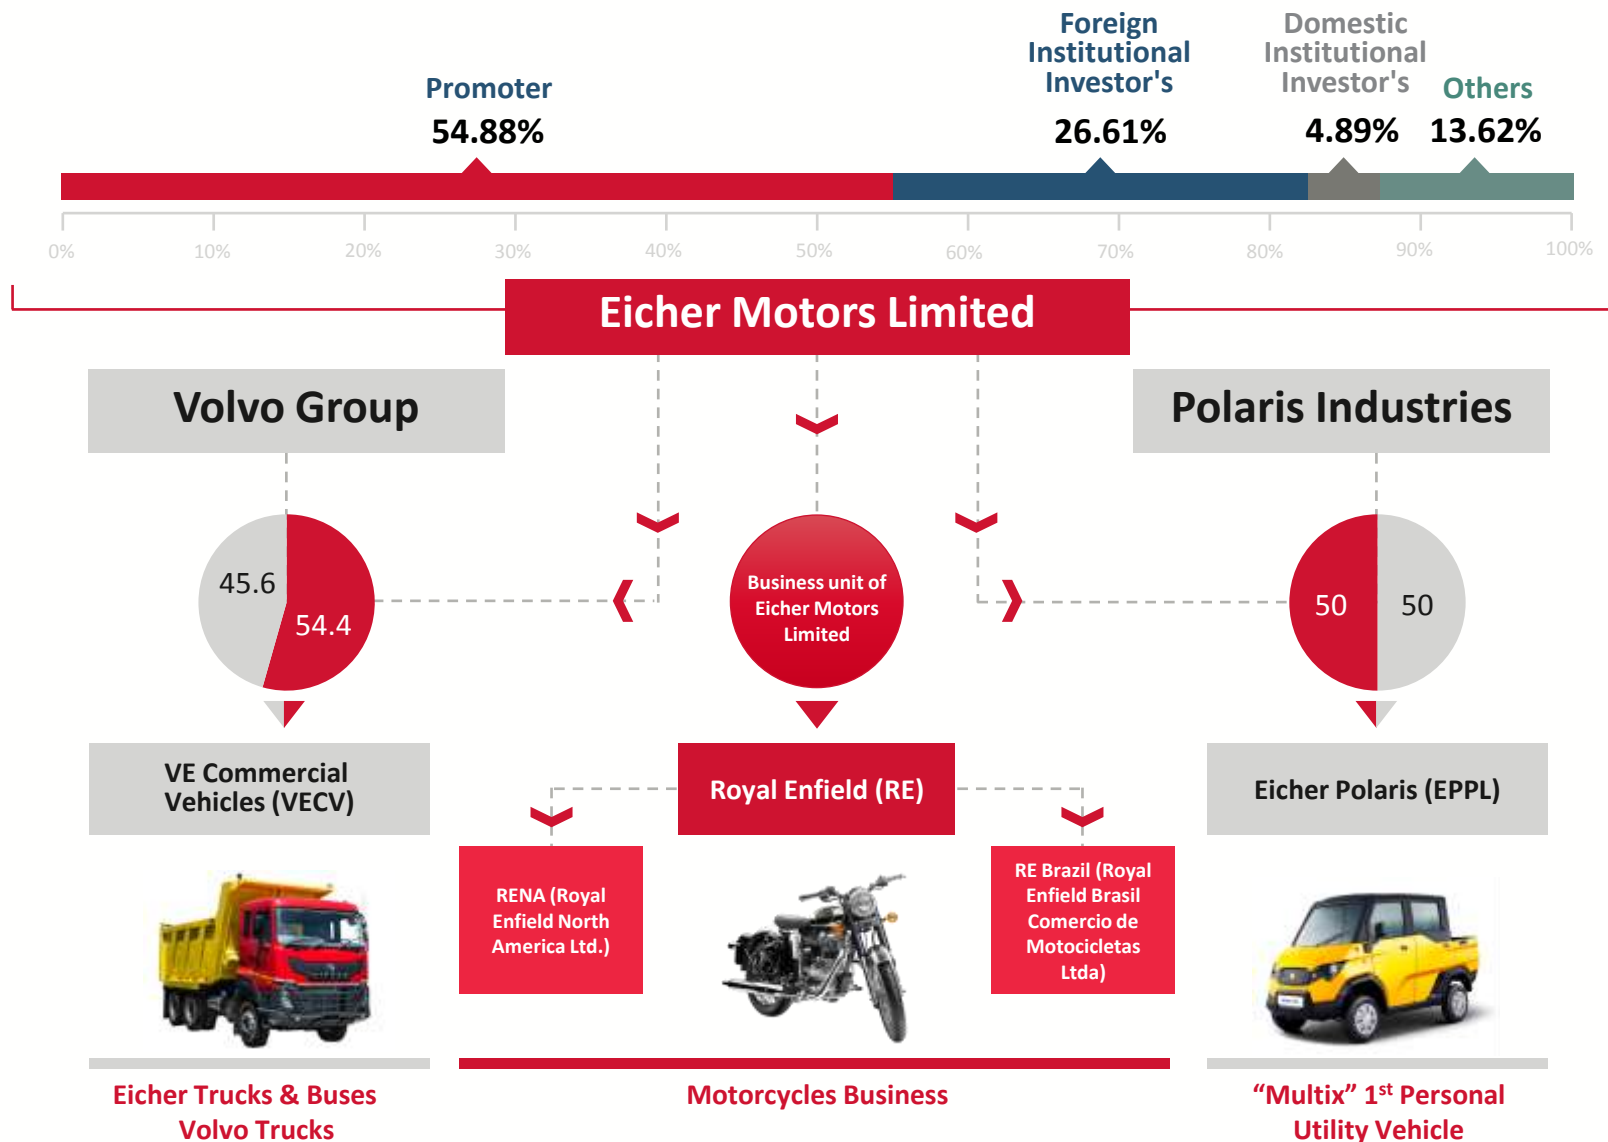 Foreign
Institutional
Investor's
Domestic
Institutional
Investor's
Promoter
Others
54.88%
26.61%
4.89%
13.62%
0%
10%
20%
30%
40%
50%
60%
70%
80%
90%
100%
Eicher Motors Limited
Volvo Group
Polaris Industries
45.6
54.4
Business unit of
Eicher Motors
Limited
50
50
VE Commercial
Vehicles (VECV)
Royal Enfield (RE)
Eicher Polaris (EPPL)
RENA (Royal
Enfield North
America Ltd.)
RE Brazil (Royal
Enfield Brasil
Comercio de
Motocicletas
Ltda)
Eicher Trucks & Buses
Volvo Trucks
Motorcycles Business
“Multix” 1st Personal
Utility Vehicle